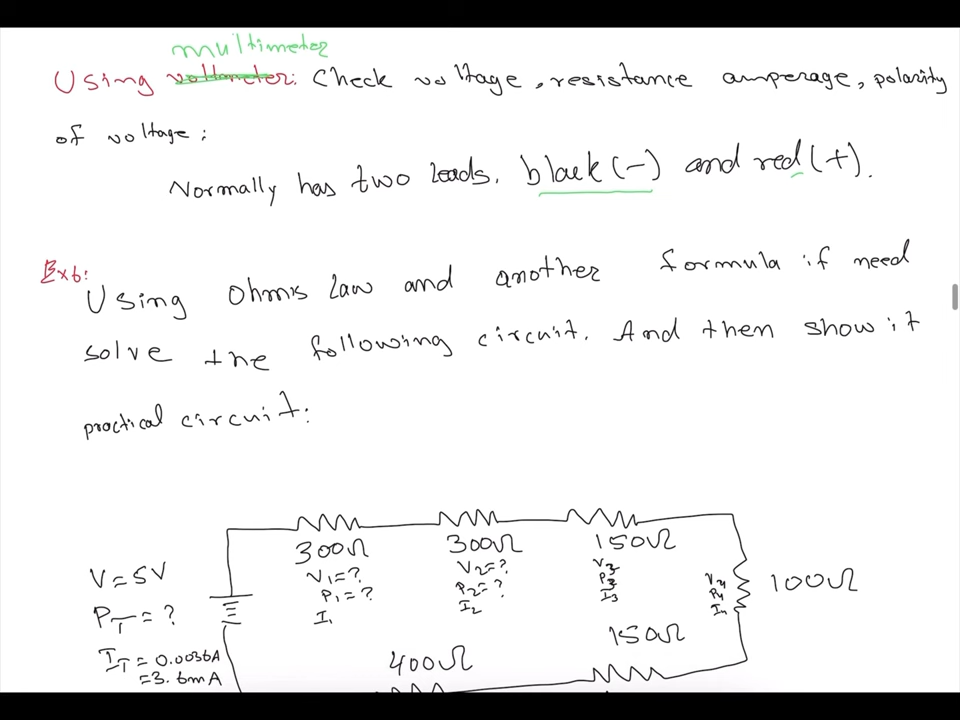 multimeter
Using voltameter: Check voltage, resistance amperage, polarity
of voltage:
Normally has two leads. black(-) and red(+).
Ex6:
Using ohms law and another formula if need
solve the following circuit. And then show it
practical circuit:
300Ω 300Ω 150Ω
V=5V V₁=? V₂=? V₃
P₁=? P₂=? P₃
I₁ I₂ I₃
V₄
P₄
I₄
100Ω
P_T=?
150Ω
I_T=0.0036A
=3.6mA
400Ω